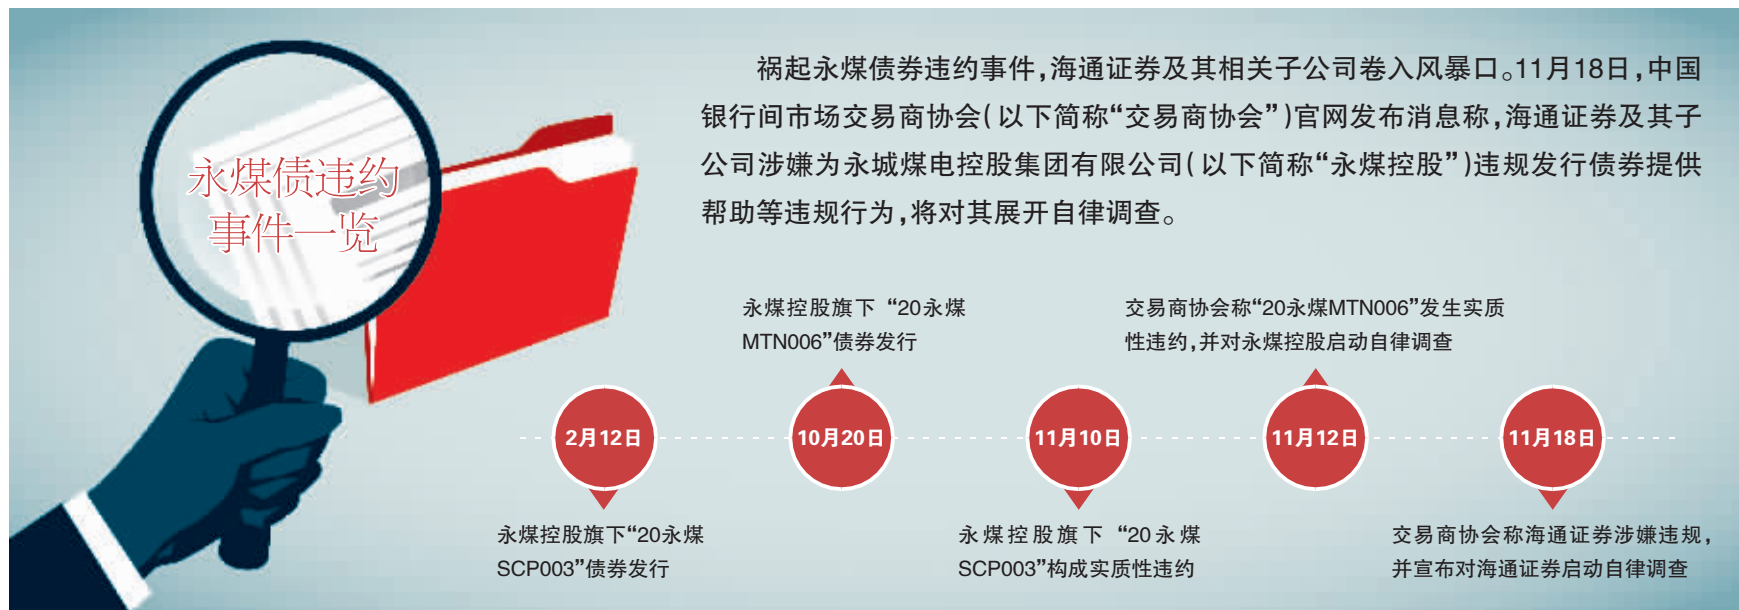 永煤债违约
事件一览
祸起永煤债券违约事件,海通证券及其相关子公司卷入风暴口。11月18日,中国
银行间市场交易商协会(以下简称“交易商协会”)官网发布消息称,海通证券及其子
公司涉嫌为永城煤电控股集团有限公司(以下简称“永煤控股”)违规发行债券提供
帮助等违规行为,将对其展开自律调查。
2月12日
永煤控股旗下“20永煤
SCP003”债券发行
永煤控股旗下 “20永煤
MTN006”债券发行
10月20日
11月10日
永煤控股旗下 “20永煤
SCP003”构成实质性违约
交易商协会称“20永煤MTN006”发生实质
性违约,并对永煤控股启动自律调查
11月12日
11月18日
交易商协会称海通证券涉嫌违规,
并宣布对海通证券启动自律调查